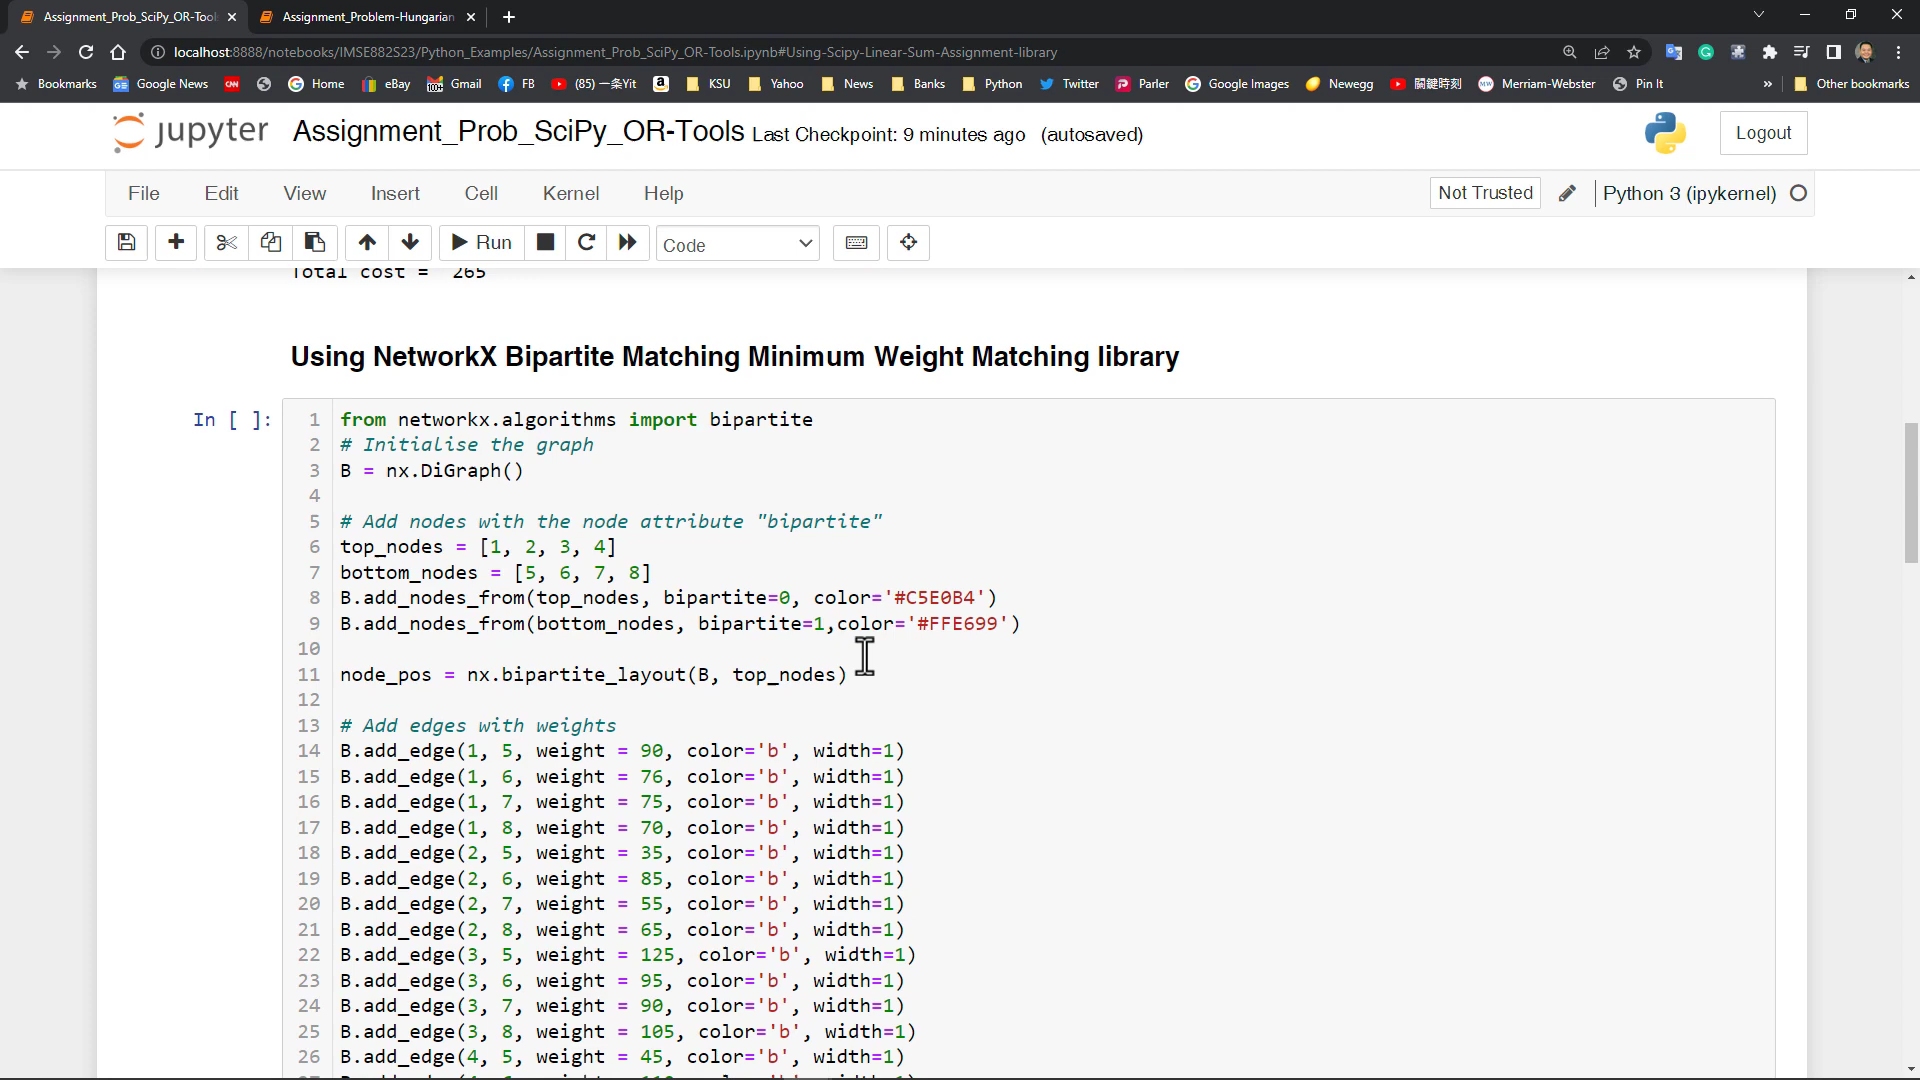 Assignment_Prob_SciPy_OR-Tool
Assignment_Problem-Hungarian
localhost:8888/notebooks/IMSE882S23/Python_Examples/Assignment_Prob_SciPy_OR-Tools.ipynb#Using-Scipy-Linear-Sum-Assignment-library
Bookmarks Google News CNN Home eBay 100+ Gmail FB (85) 一条Yit a KSU Yahoo News Banks Python Twitter Parler Google Images Newegg 關鍵時刻 MW Merriam-Webster Pin It » Other bookmarks
jupyter Assignment_Prob_SciPy_OR-Tools Last Checkpoint: 9 minutes ago (autosaved) Logout
File Edit View Insert Cell Kernel Help Not Trusted Python 3 (ipykernel)
Run Code
Total cost = 265
Using NetworkX Bipartite Matching Minimum Weight Matching library
In [ ]: 1 from networkx.algorithms import bipartite
2 # Initialise the graph
3 B = nx.DiGraph()
4
5 # Add nodes with the node attribute "bipartite"
6 top_nodes = [1, 2, 3, 4]
7 bottom_nodes = [5, 6, 7, 8]
8 B.add_nodes_from(top_nodes, bipartite=0, color='#C5E0B4')
9 B.add_nodes_from(bottom_nodes, bipartite=1,color='#FFE699')
10
11 node_pos = nx.bipartite_layout(B, top_nodes)
12
13 # Add edges with weights
14 B.add_edge(1, 5, weight = 90, color='b', width=1)
15 B.add_edge(1, 6, weight = 76, color='b', width=1)
16 B.add_edge(1, 7, weight = 75, color='b', width=1)
17 B.add_edge(1, 8, weight = 70, color='b', width=1)
18 B.add_edge(2, 5, weight = 35, color='b', width=1)
19 B.add_edge(2, 6, weight = 85, color='b', width=1)
20 B.add_edge(2, 7, weight = 55, color='b', width=1)
21 B.add_edge(2, 8, weight = 65, color='b', width=1)
22 B.add_edge(3, 5, weight = 125, color='b', width=1)
23 B.add_edge(3, 6, weight = 95, color='b', width=1)
24 B.add_edge(3, 7, weight = 90, color='b', width=1)
25 B.add_edge(3, 8, weight = 105, color='b', width=1)
26 B.add_edge(4, 5, weight = 45, color='b', width=1)